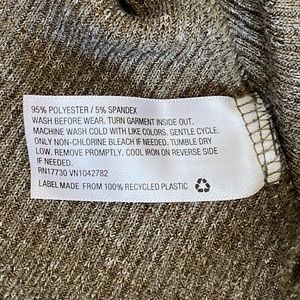 95% POLYESTER / 5% SPANDEX
WASH BEFORE WEAR. TURN GARMENT INSIDE OUT.
MACHINE WASH COLD WITH LIKE COLORS. GENTLE CYCLE.
ONLY NON-CHLORINE BLEACH IF NEEDED. TUMBLE DRY
LOW, REMOVE PROMPTLY. COOL IRON ON REVERSE SIDE
IF NEEDED.
RN17730 VN1042782
LABEL MADE FROM 100% RECYCLED PLASTIC